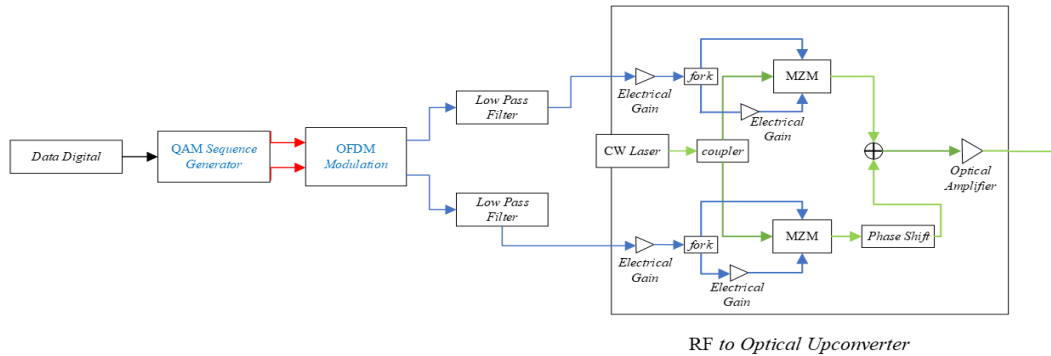 Data Digital
QAM Sequence
Generator
OFDM
Modulation
Low Pass
Filter
Low Pass
Filter
Electrical
Gain
fork
MZM
Electrical
Gain
CW Laser
coupler
Optical
Amplifier
Electrical
Gain
fork
MZM
Phase Shift
Electrical
Gain
RF to Optical Upconverter